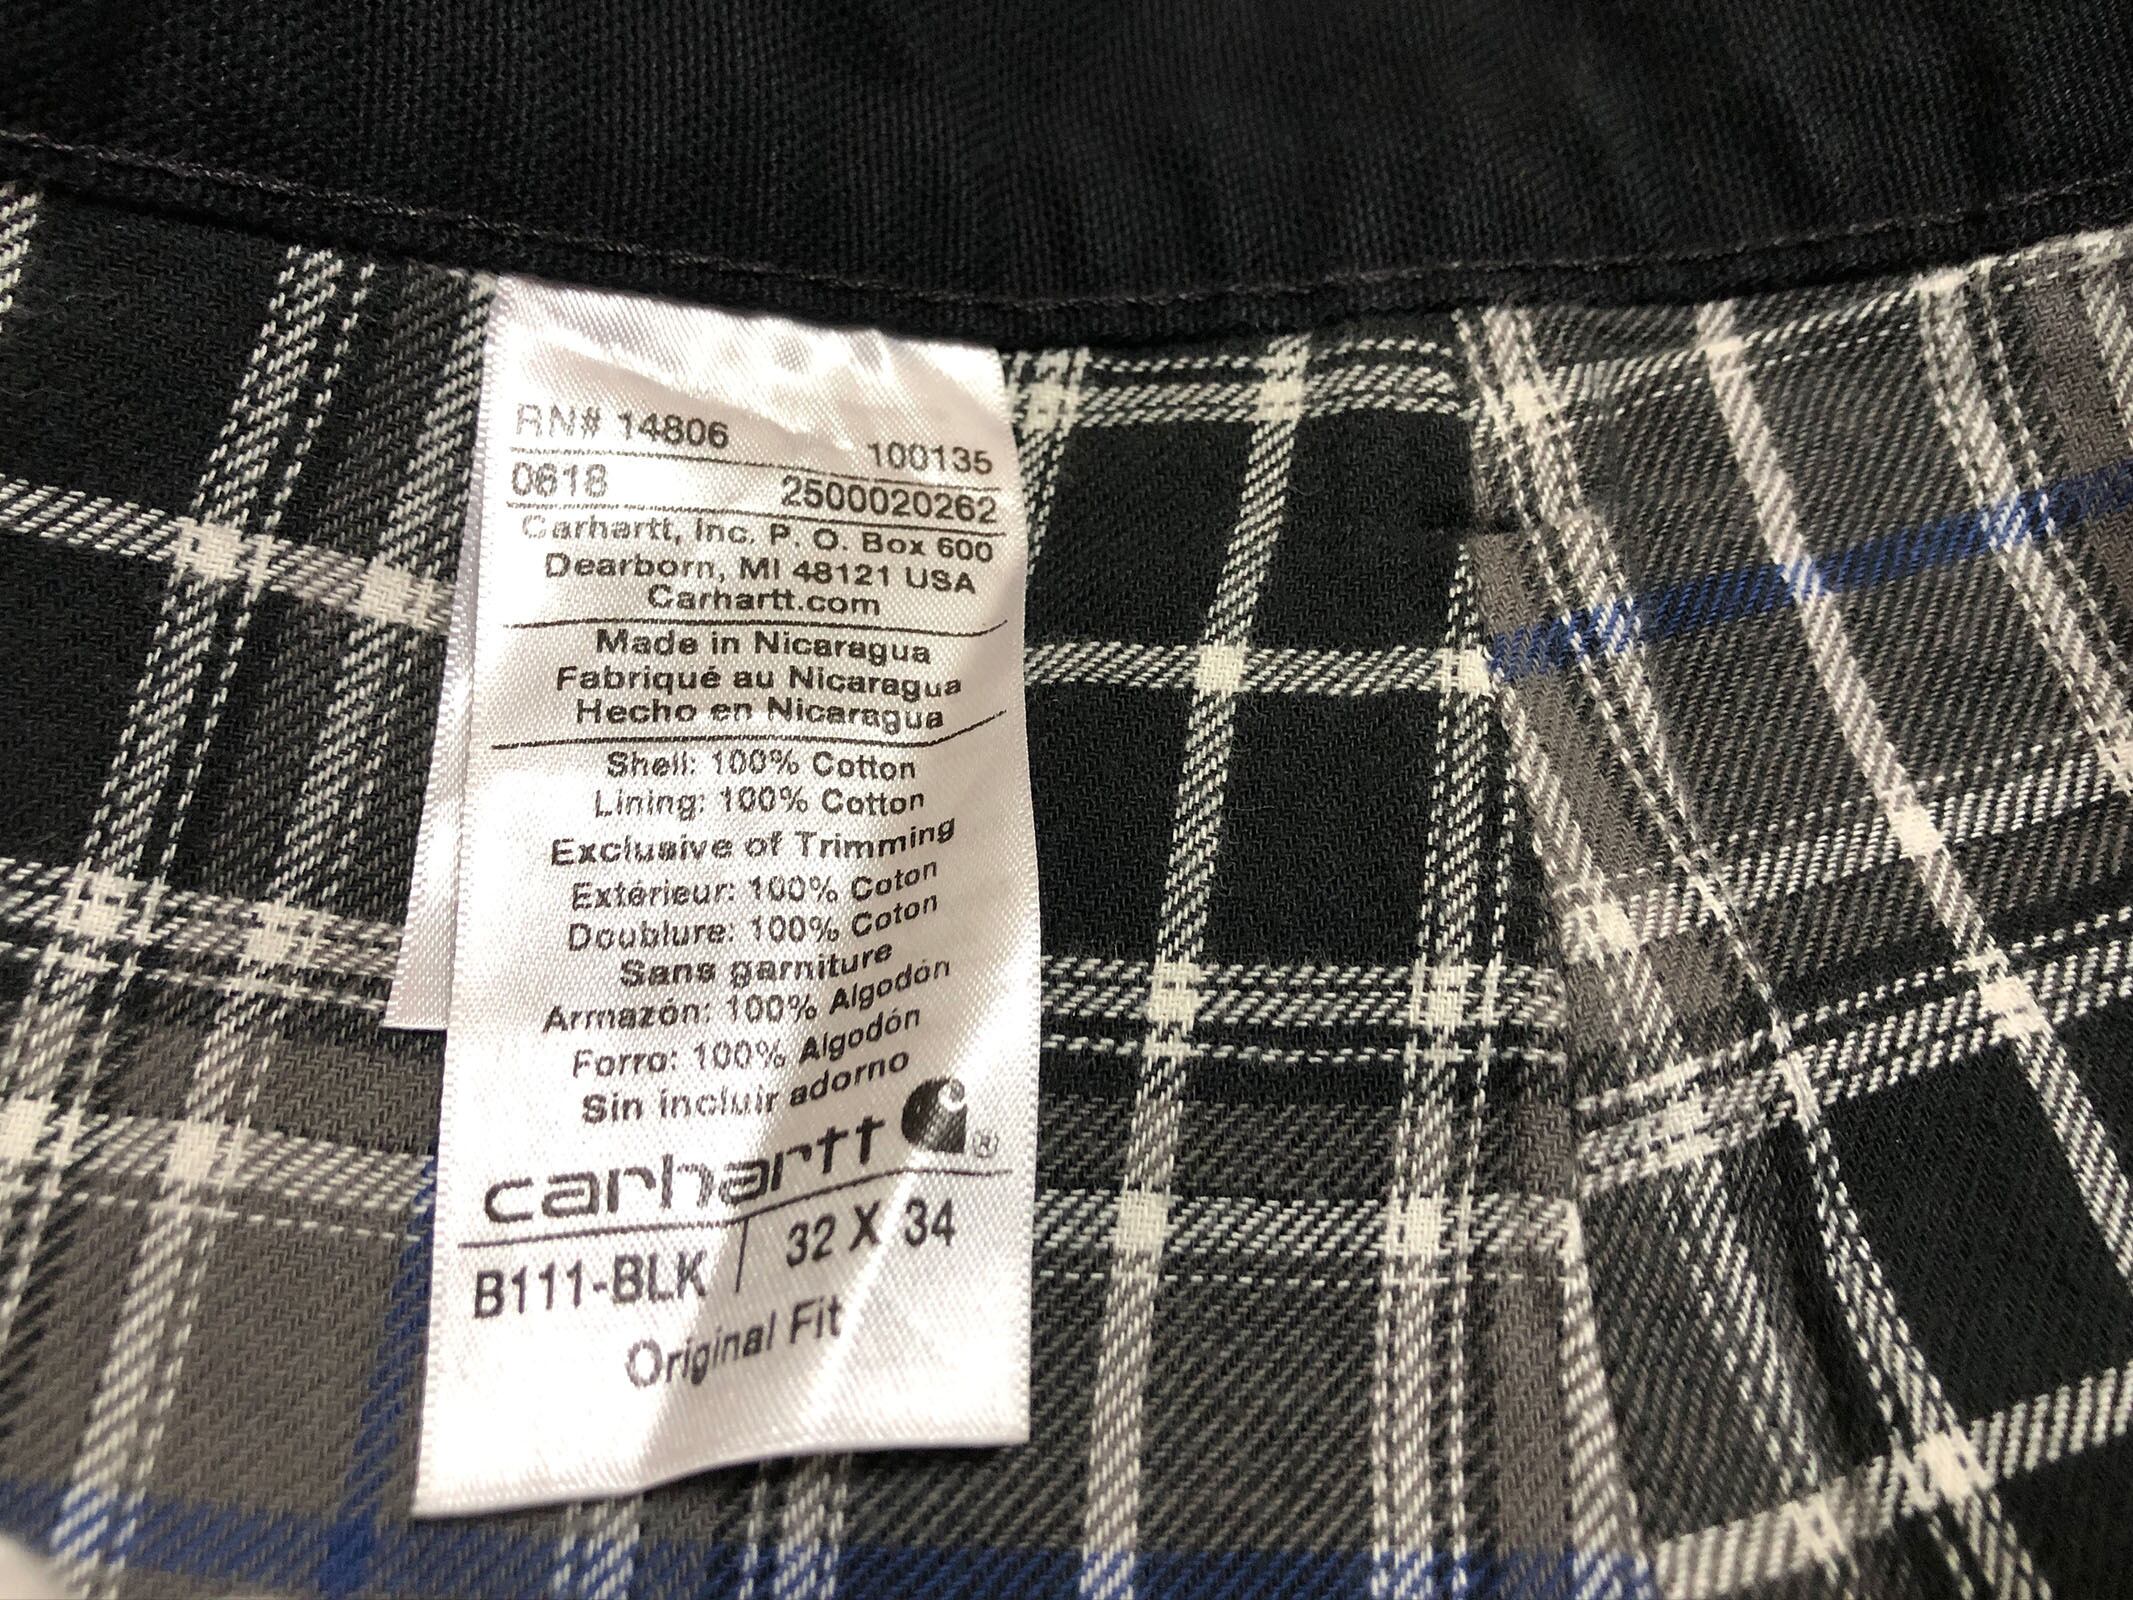 RN# 14806 100135
0618 2500020262
Carhartt, Inc. P. O. Box 600
Dearborn, MI 48121 USA
Carhartt.com
Made in Nicaragua
Fabriqué au Nicaragua
Hecho en Nicaragua
Shell: 100% Cotton
Lining: 100% Cotton
Exclusive of Trimming
Extérieur: 100% Coton
Doublure: 100% Coton
Sans garniture
Armazón: 100% Algodón
Forro: 100% Algodón
Sin incluir adorno
carhartt ®
B111-BLK 32 X 34
Original Fit